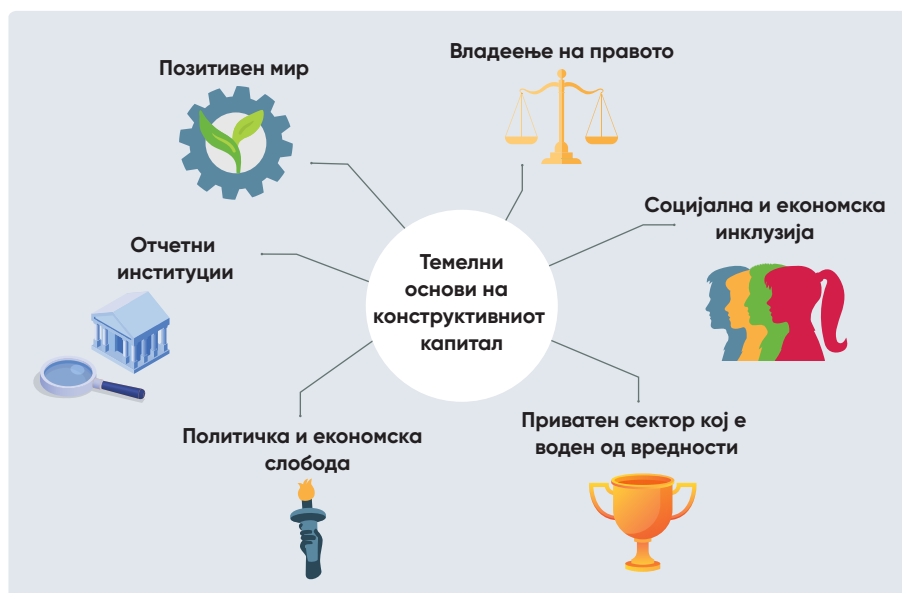 Позитивен мир
Владеење на правото
Социјална и економска
инклузија
Отчетни
институции
Темелни
основи на
конструктивниот
капитал
Политичка и економска
слобода
Приватен сектор кој е
воден од вредности